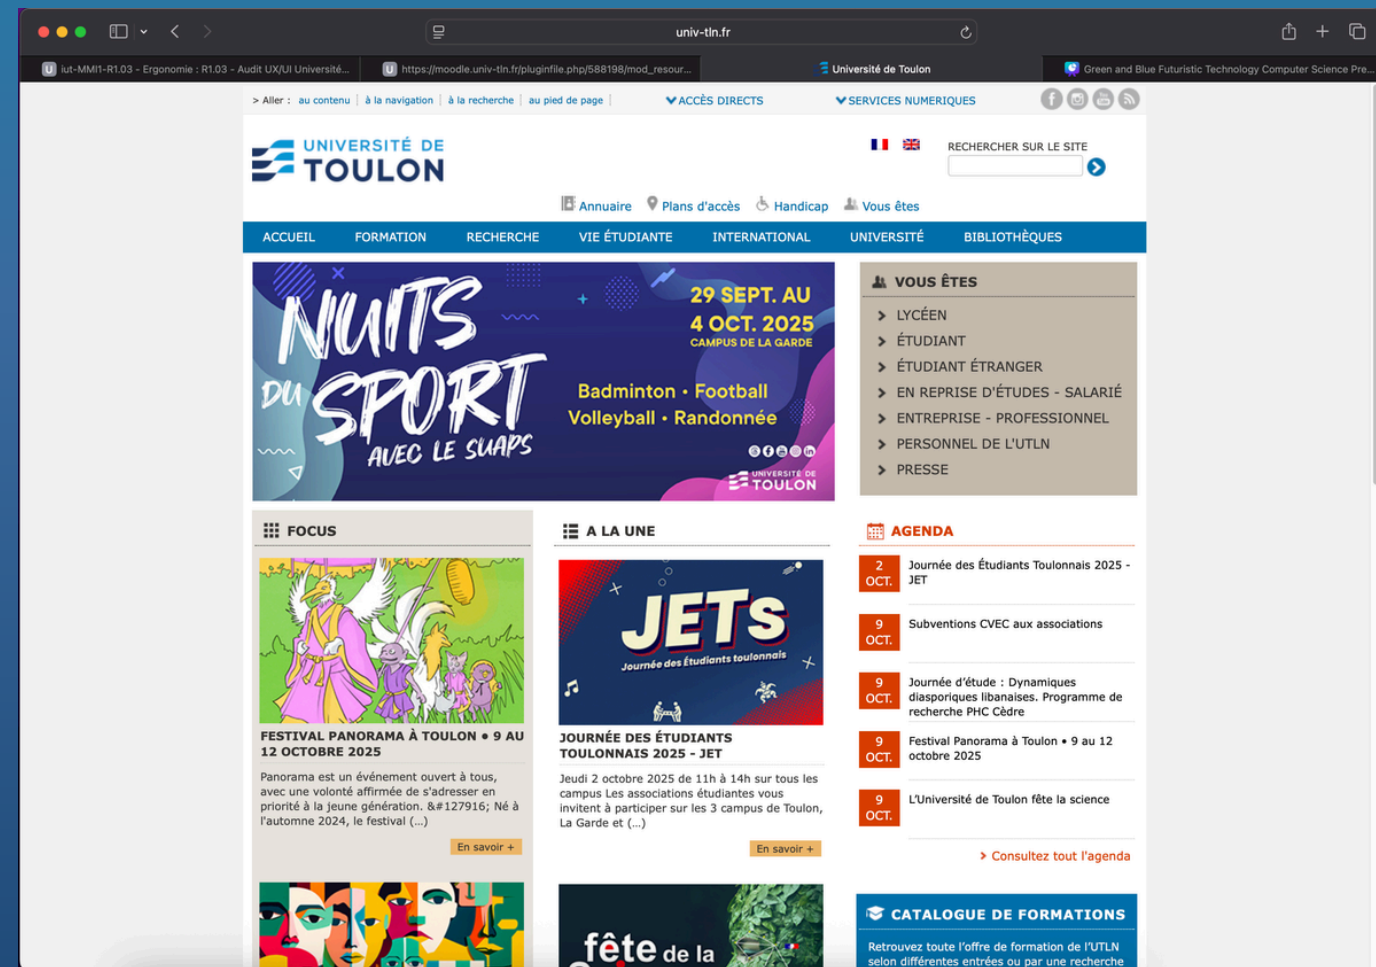 univ-tln.fr
iut-MMI1-R1.03 - Ergonomie : R1.03 - Audit UX/UI Université...
https://moodle.univ-tln.fr/pluginfile.php/588198/mod_resour...
Université de Toulon
Green and Blue Futuristic Technology Computer Science Pre...
> Aller : au contenu | à la navigation | à la recherche | au pied de page |
ACCÈS DIRECTS
SERVICES NUMERIQUES
UNIVERSITÉ DE
TOULON
RECHERCHER SUR LE SITE
Annuaire Plans d'accès Handicap Vous êtes
ACCUEIL FORMATION RECHERCHE VIE ÉTUDIANTE INTERNATIONAL UNIVERSITÉ BIBLIOTHÈQUES
NUITS
DU SPORT
AVEC LE SUAPS
29 SEPT. AU
4 OCT. 2025
CAMPUS DE LA GARDE
Badminton • Football
Volleyball • Randonnée
UNIVERSITÉ DE
TOULON
VOUS ÊTES
LYCÉEN
ÉTUDIANT
ÉTUDIANT ÉTRANGER
EN REPRISE D'ÉTUDES - SALARIÉ
ENTREPRISE - PROFESSIONNEL
PERSONNEL DE L'UTLN
PRESSE
FOCUS
FESTIVAL PANORAMA À TOULON • 9 AU
12 OCTOBRE 2025
Panorama est un événement ouvert à tous,
avec une volonté affirmée de s'adresser en
priorité à la jeune génération. &#127916; Né à
l'automne 2024, le festival (...)
En savoir +
A LA UNE
JETs
Journée des Étudiants toulonnais
JOURNÉE DES ÉTUDIANTS
TOULONNAIS 2025 - JET
Jeudi 2 octobre 2025 de 11h à 14h sur tous les
campus Les associations étudiantes vous
invitent à participer sur les 3 campus de Toulon,
La Garde et (...)
En savoir +
fête de la
AGENDA
2
OCT.
Journée des Étudiants Toulonnais 2025 -
JET
9
OCT.
Subventions CVEC aux associations
9
OCT.
Journée d'étude : Dynamiques
diasporiques libanaises. Programme de
recherche PHC Cèdre
9
OCT.
Festival Panorama à Toulon • 9 au 12
octobre 2025
9
OCT.
L'Université de Toulon fête la science
> Consultez tout l'agenda
CATALOGUE DE FORMATIONS
Retrouvez toute l'offre de formation de l'UTLN
selon différentes entrées ou par une recherche